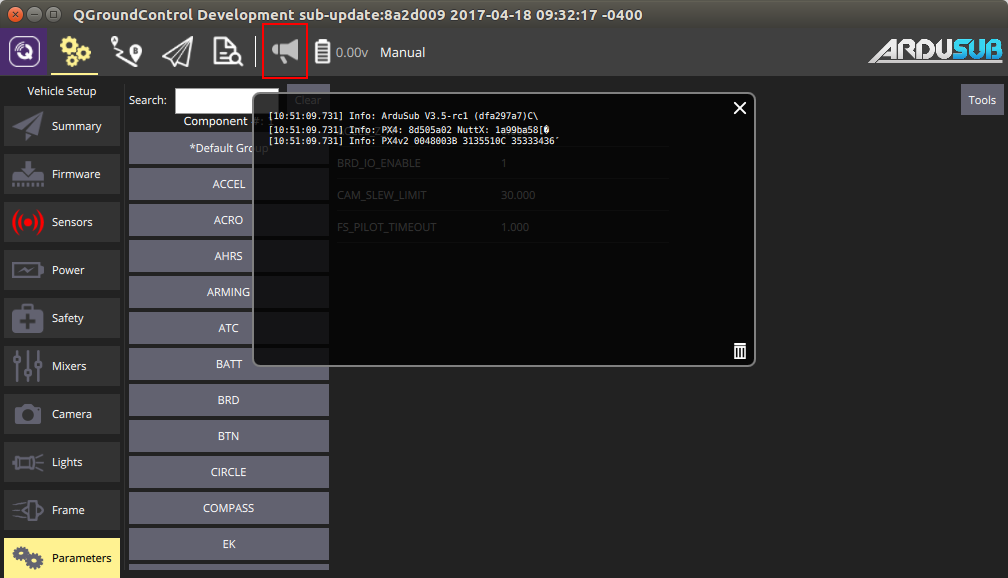 QGroundControl Development sub-update:8a2d009 2017-04-18 09:32:17 -0400
0.00v Manual
ARDUSUB
Vehicle Setup
Search:
Clear
Tools
Component #: 1
Summary
Firmware
Sensors
Power
Safety
Mixers
Camera
Lights
Frame
Parameters
*Default Group
ACCEL
ACRO
AHRS
ARMING
ATC
BATT
BRD
BTN
CIRCLE
COMPASS
EK
[10:51:09.731] Info: ArduSub V3.5-rc1 (dfa297a7)C\
[10:51:09.731] Info: PX4: 8d505a02 NuttX: 1a99ba58[�
[10:51:09.731] Info: PX4v2 0048003B 3135510C 35333436´
BRD_IO_ENABLE 1
CAM_SLEW_LIMIT 30.000
FS_PILOT_TIMEOUT 1.000